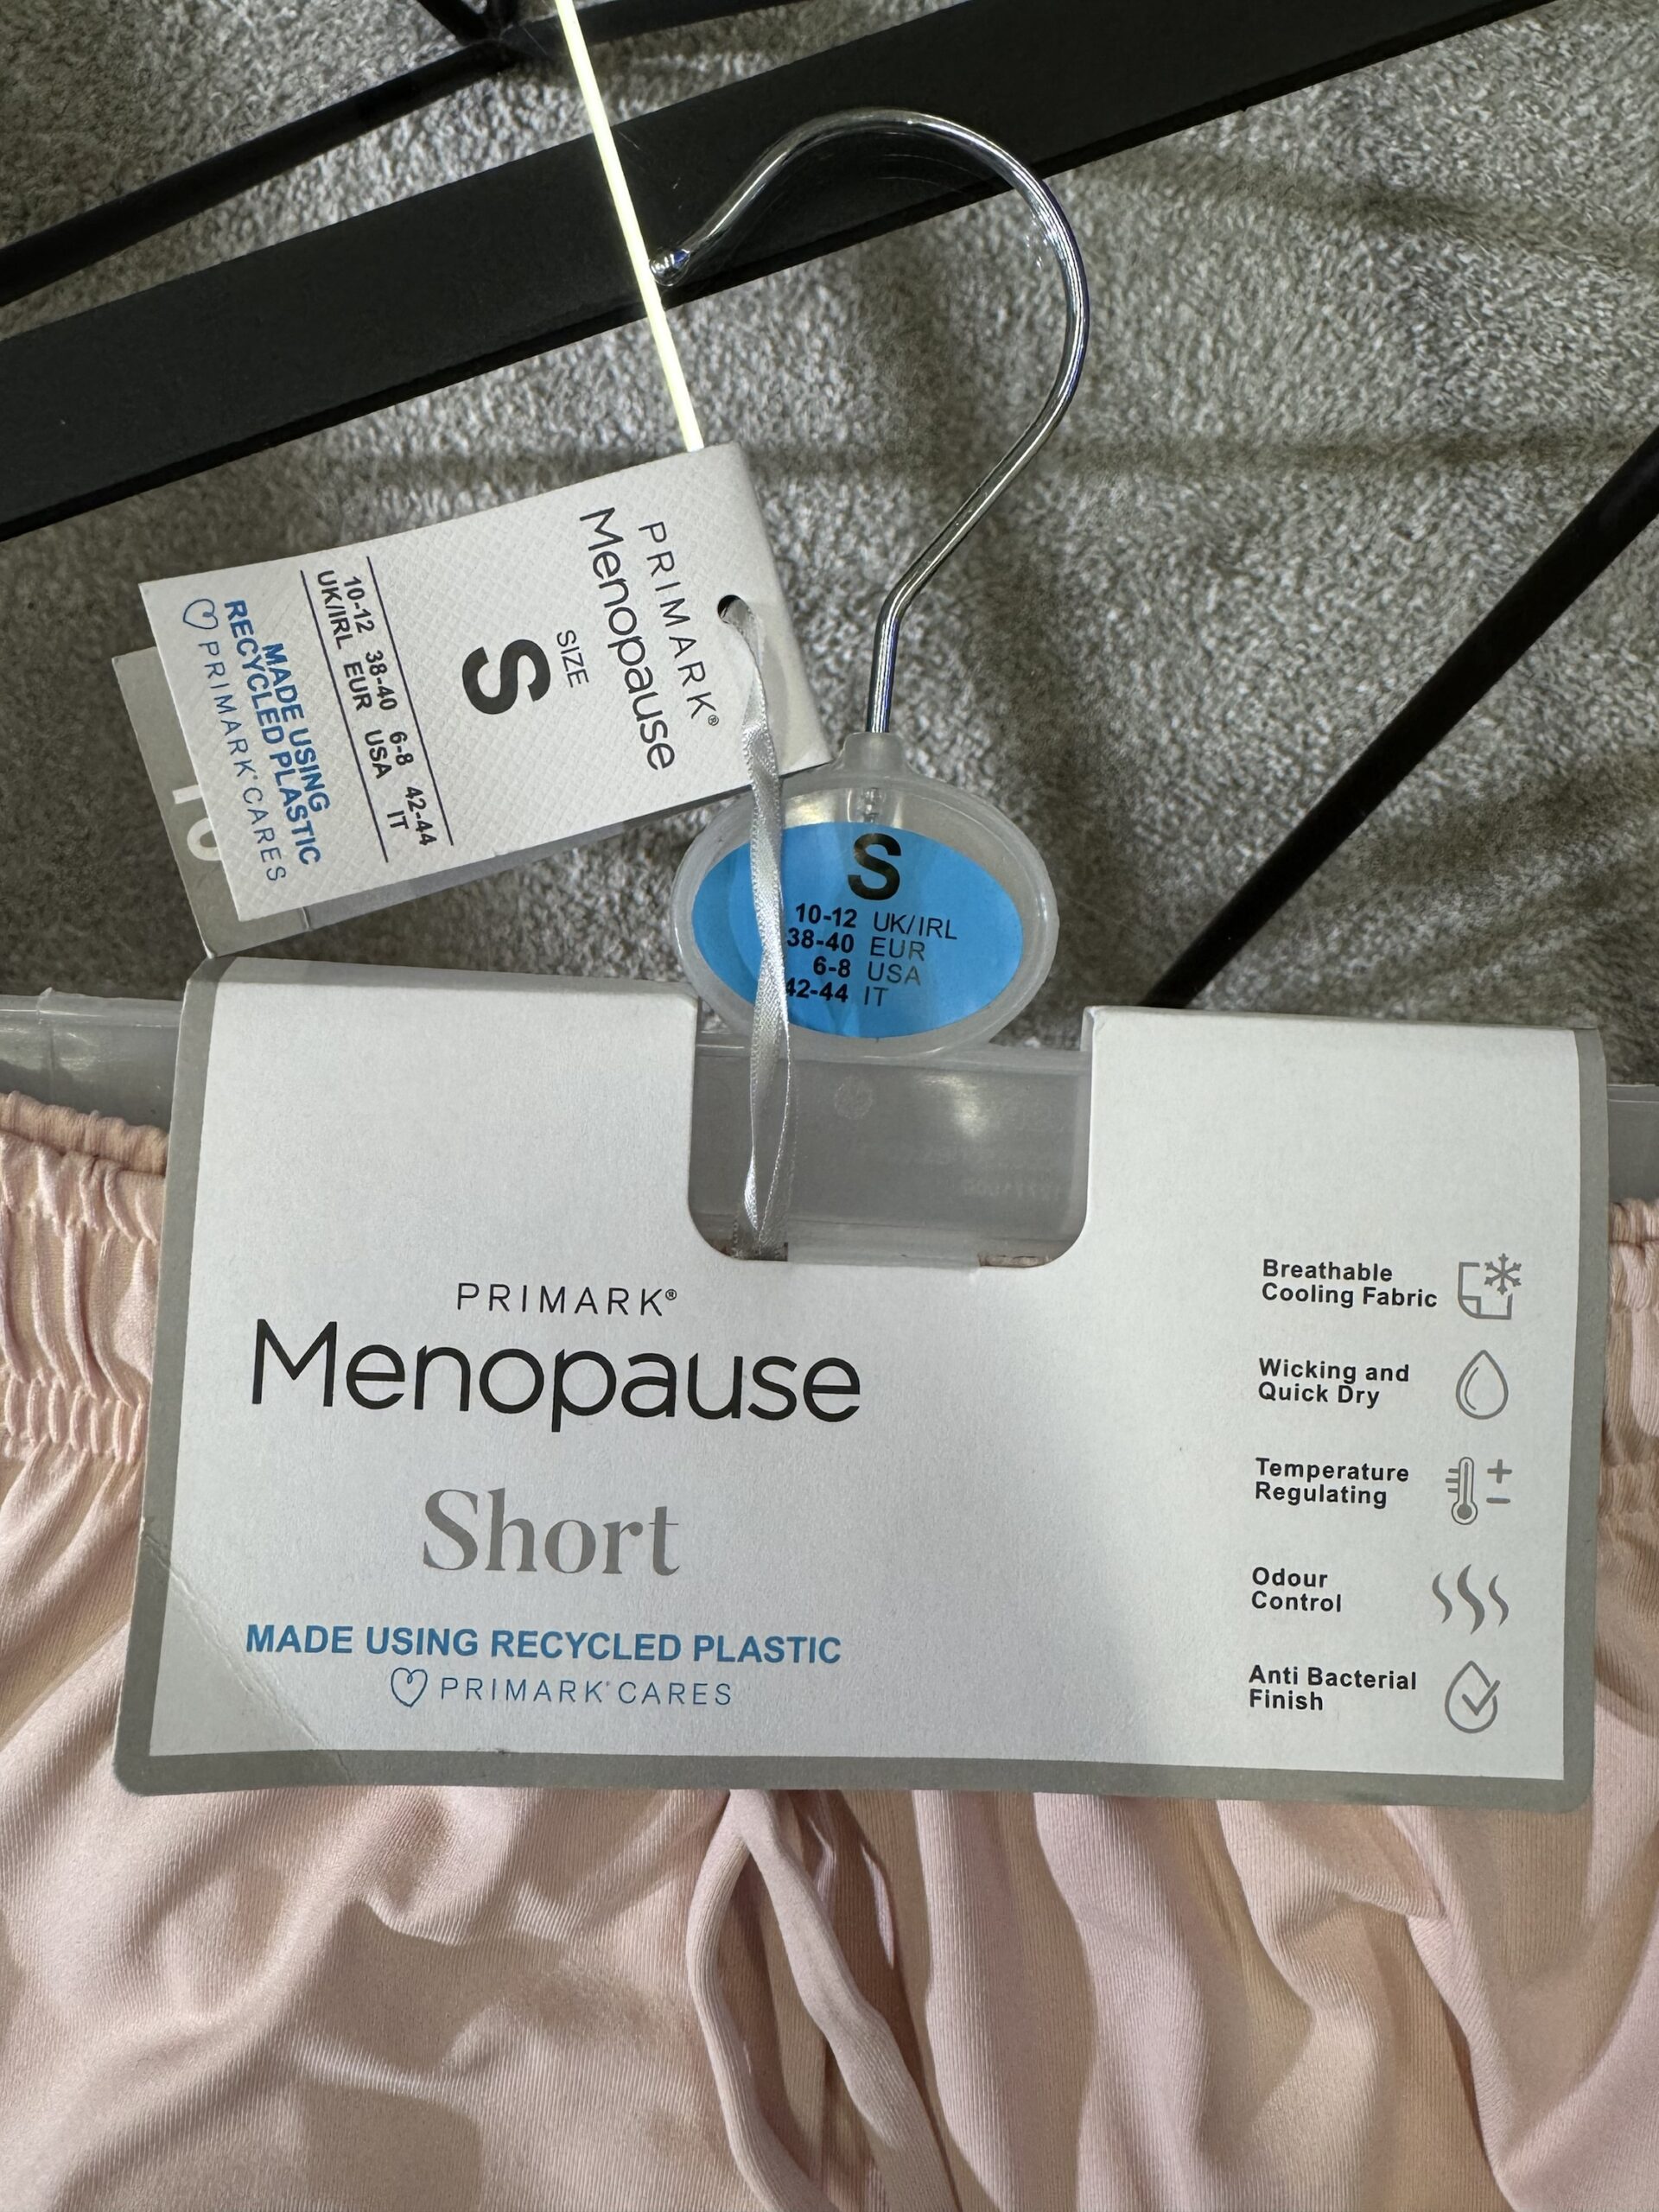 PRIMARK®
Menopause
SIZE
S
10-12 38-40 6-8 42-44
UK/IRL EUR USA IT
MADE USING
RECYCLED PLASTIC
PRIMARK® CARES
S
10-12 UK/IRL
38-40 EUR
6-8 USA
42-44 IT
PRIMARK®
Menopause
Short
MADE USING RECYCLED PLASTIC
PRIMARK® CARES
Breathable
Cooling Fabric
Wicking and
Quick Dry
Temperature
Regulating
Odour
Control
Anti Bacterial
Finish